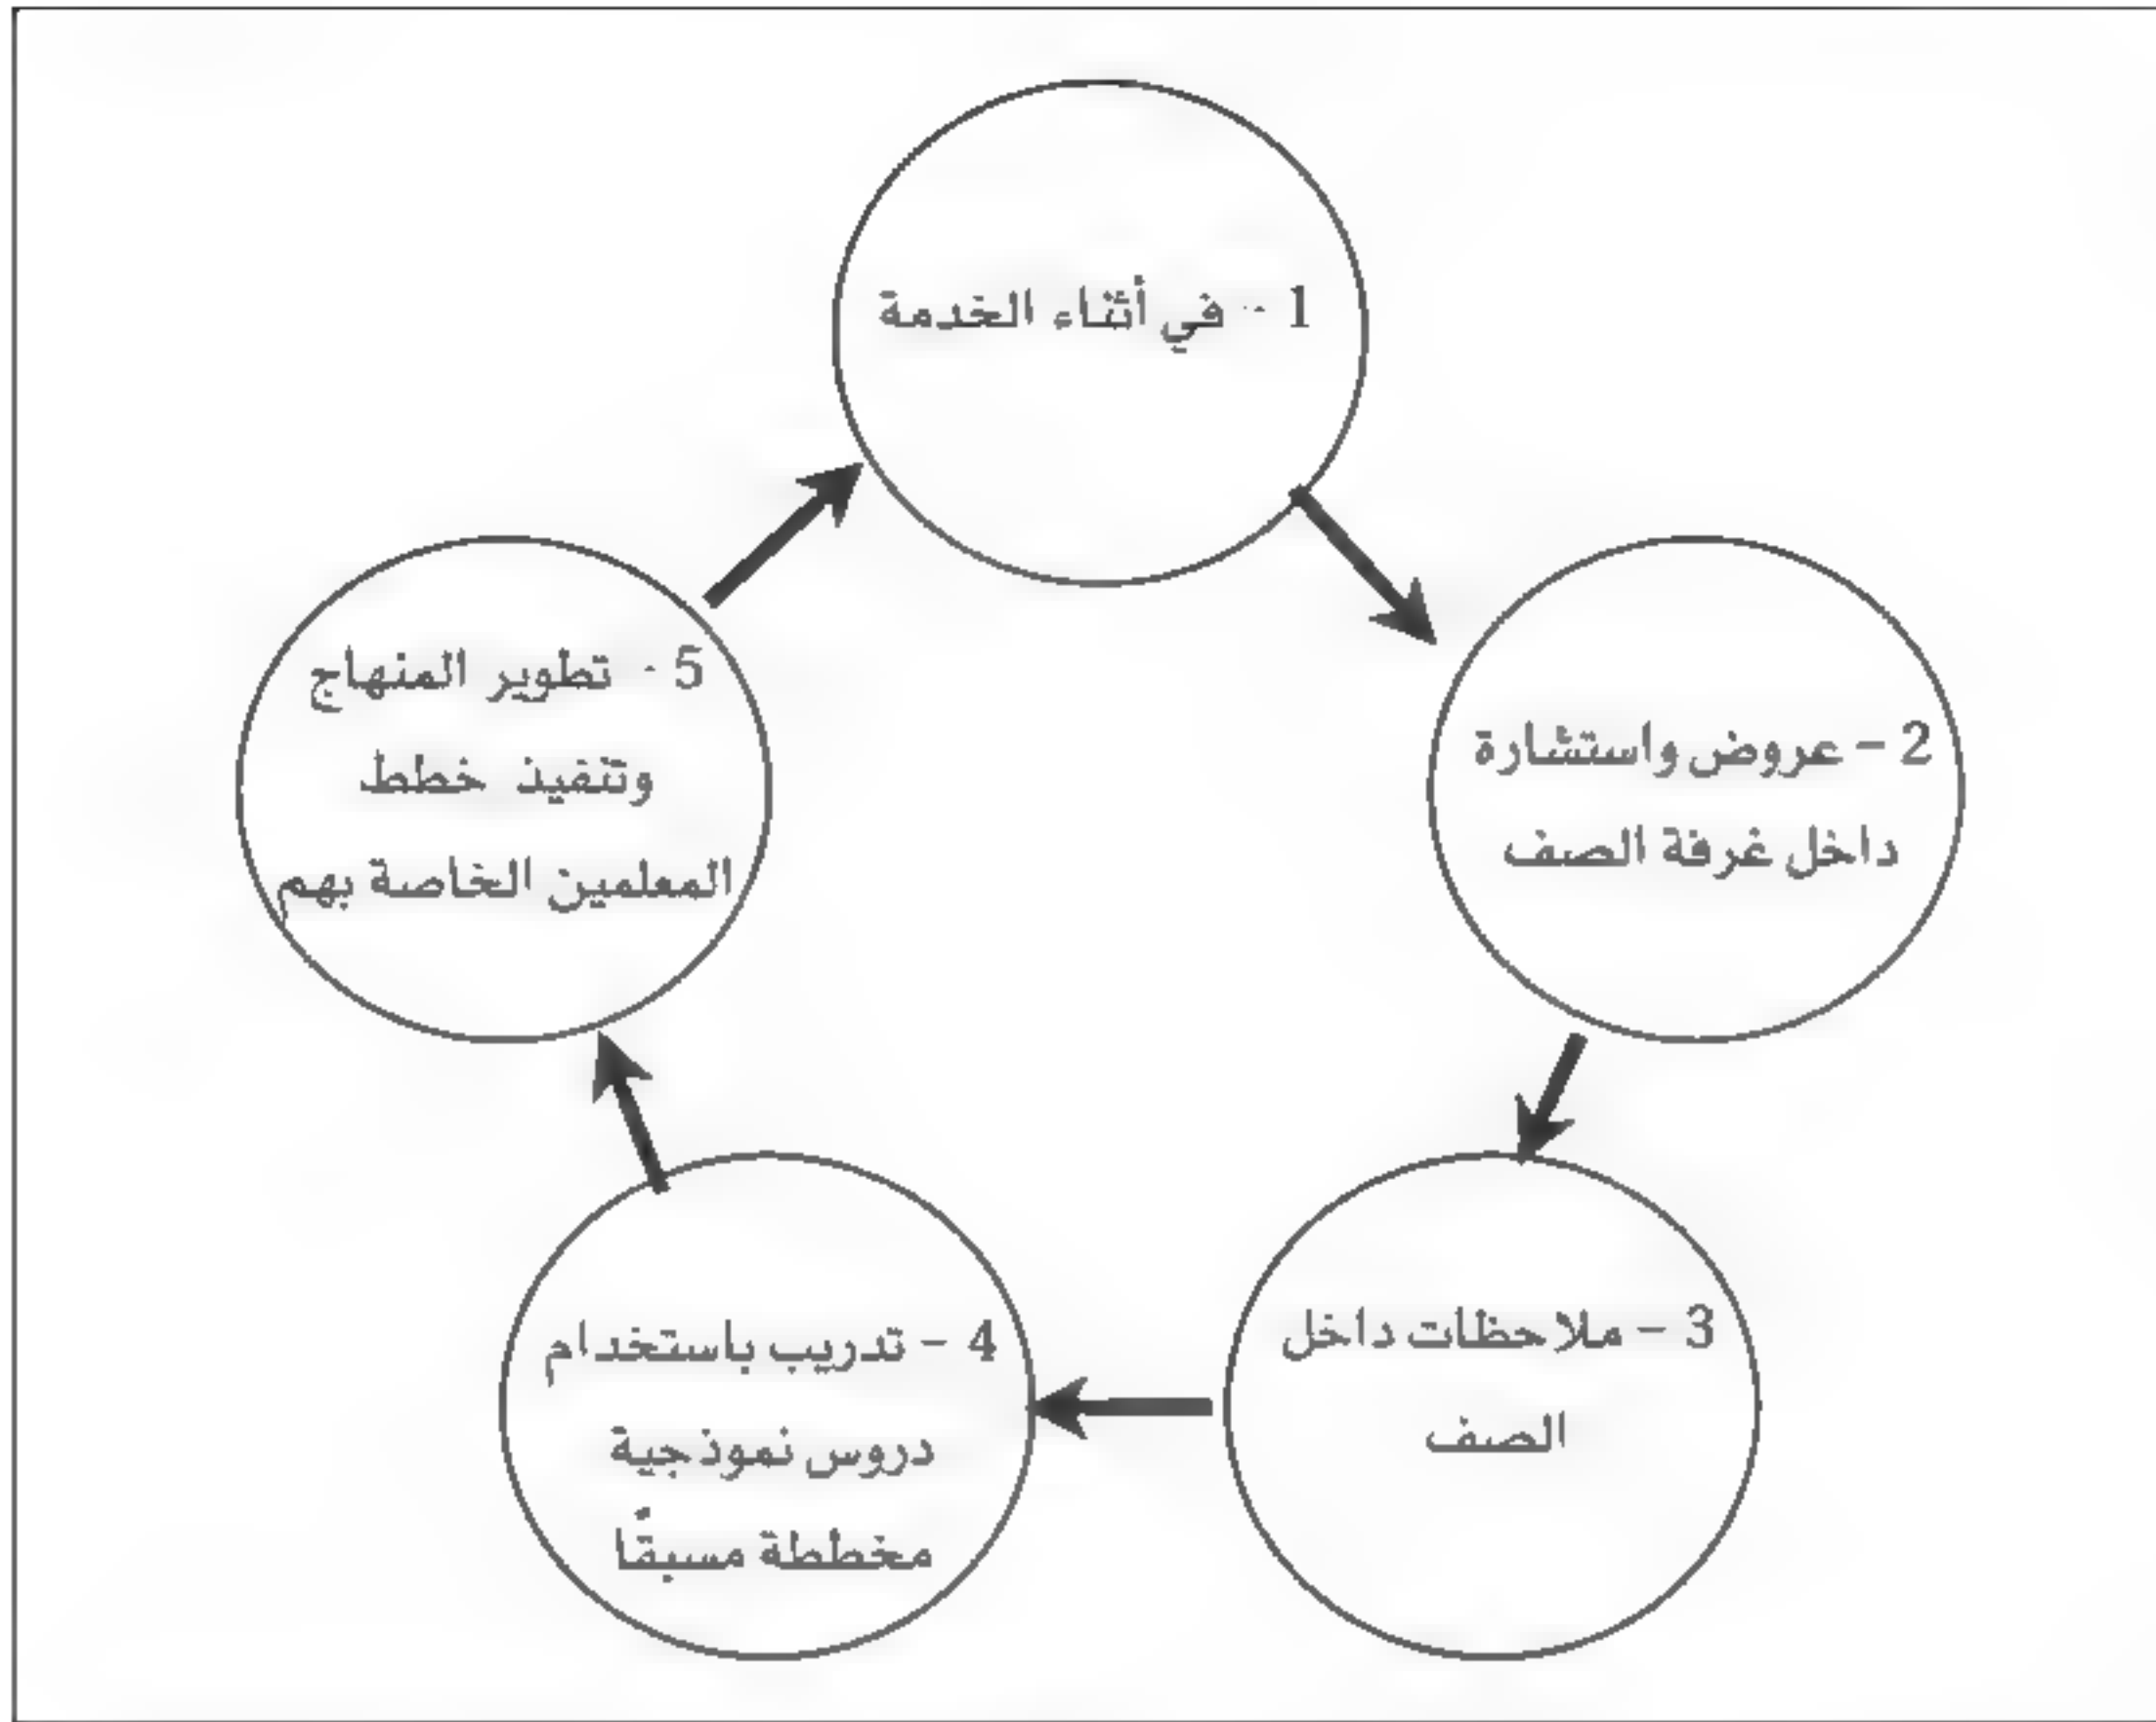 1 - في أثناء الخدمة
2 - عروض واستشارة
داخل غرفة الصف
3 - ملاحظات داخل
الصف
4 - تدريب باستخدام
دروس نموذجية
مخططة مسبقًا
5 - تطوير المنهاج
وتنفيذ خطط
المعلمين الخاصة بهم